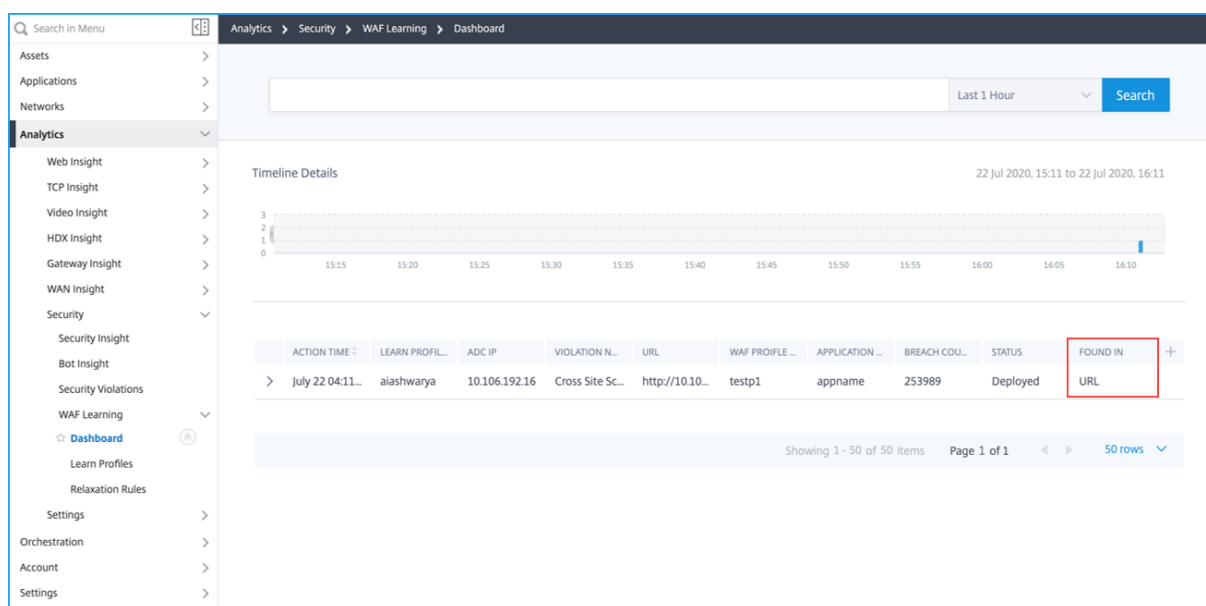 Search in Menu
Assets
Applications
Networks
Analytics
Web Insight
TCP Insight
Video Insight
HDX Insight
Gateway Insight
WAN Insight
Security
Security Insight
Bot Insight
Security Violations
WAF Learning
Dashboard
Learn Profiles
Relaxation Rules
Settings
Orchestration
Account
Settings
Analytics > Security > WAF Learning > Dashboard
Last 1 Hour
Search
Timeline Details
22 Jul 2020, 15:11 to 22 Jul 2020, 16:11
3
2
1
0
15:15 15:20 15:25 15:30 15:35 15:40 15:45 15:50 15:55 16:00 16:05 16:10
ACTION TIME LEARN PROFIL... ADC IP VIOLATION N... URL WAF PROIFLE ... APPLICATION ... BREACH COU... STATUS FOUND IN
July 22 04:11... aiashwarya 10.106.192.16 Cross Site Sc... http://10.10... testp1 appname 253989 Deployed URL
Showing 1 - 50 of 50 items Page 1 of 1 50 rows